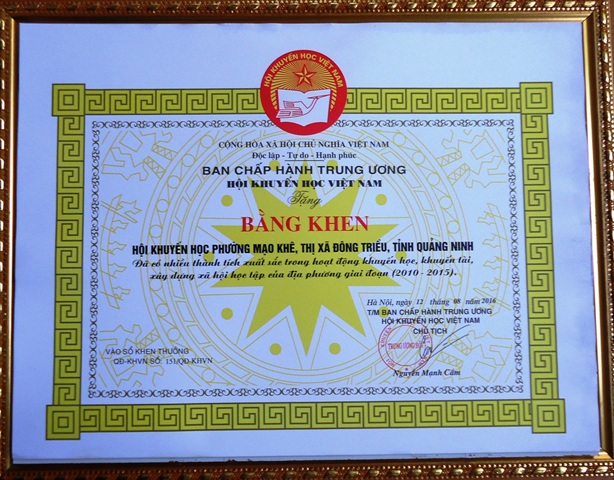 HỘI KHUYẾN HỌC VIỆT NAM
CỘNG HÒA XÃ HỘI CHỦ NGHĨA VIỆT NAM
Độc lập - Tự do - Hạnh phúc
BAN CHẤP HÀNH TRUNG ƯƠNG
HỘI KHUYẾN HỌC VIỆT NAM
Tặng
BẰNG KHEN
HỘI KHUYẾN HỌC PHƯỜNG MẠO KHÊ, THỊ XÃ ĐÔNG TRIỀU, TỈNH QUẢNG NINH
Đã có nhiều thành tích xuất sắc trong hoạt động khuyến học, khuyến tài,
xây dựng xã hội học tập của địa phương giai đoạn (2010 - 2015).
Hà Nội, ngày 12 tháng 08 năm 2016
T/M BAN CHẤP HÀNH TRUNG ƯƠNG
HỘI KHUYẾN HỌC VIỆT NAM
CHỦ TỊCH
TRUNG ƯƠNG HỘI
VÀO SỔ KHEN THƯỞNG
QĐ-KHVN SỐ: 151/QĐ-KHVN
Nguyễn Mạnh Cầm